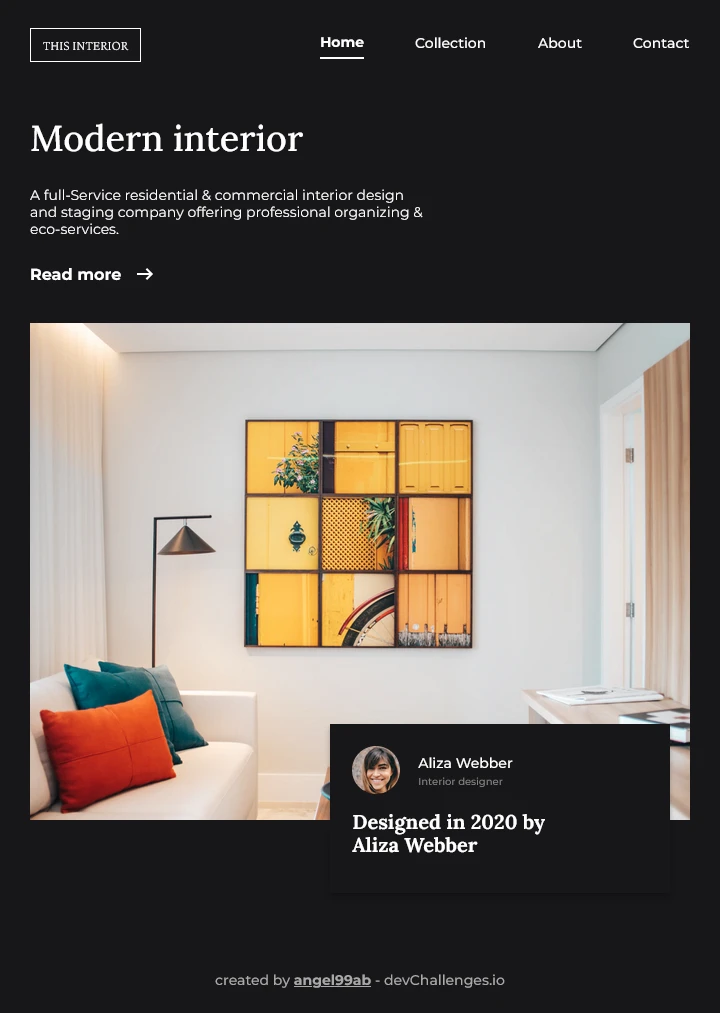 THIS INTERIOR
Home
Collection
About
Contact
Modern interior
A full-Service residential & commercial interior design
and staging company offering professional organizing &
eco-services.
Read more →
Aliza Webber
Interior designer
Designed in 2020 by
Aliza Webber
created by angel99ab - devChallenges.io